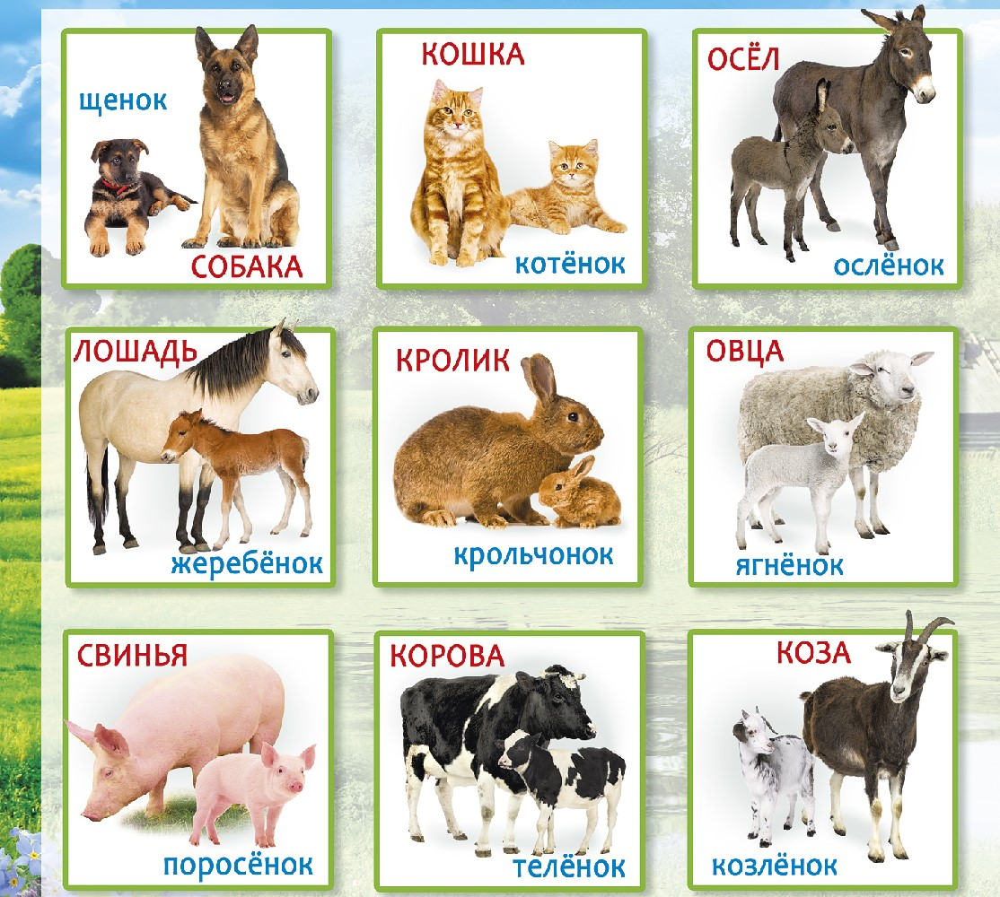 щенок
СОБАКА
КОШКА
котёнок
ОСЁЛ
ослёнок
ЛОШАДЬ
жеребёнок
КРОЛИК
крольчонок
ОВЦА
ягнёнок
СВИНЬЯ
поросёнок
КОРОВА
телёнок
КОЗА
козлёнок